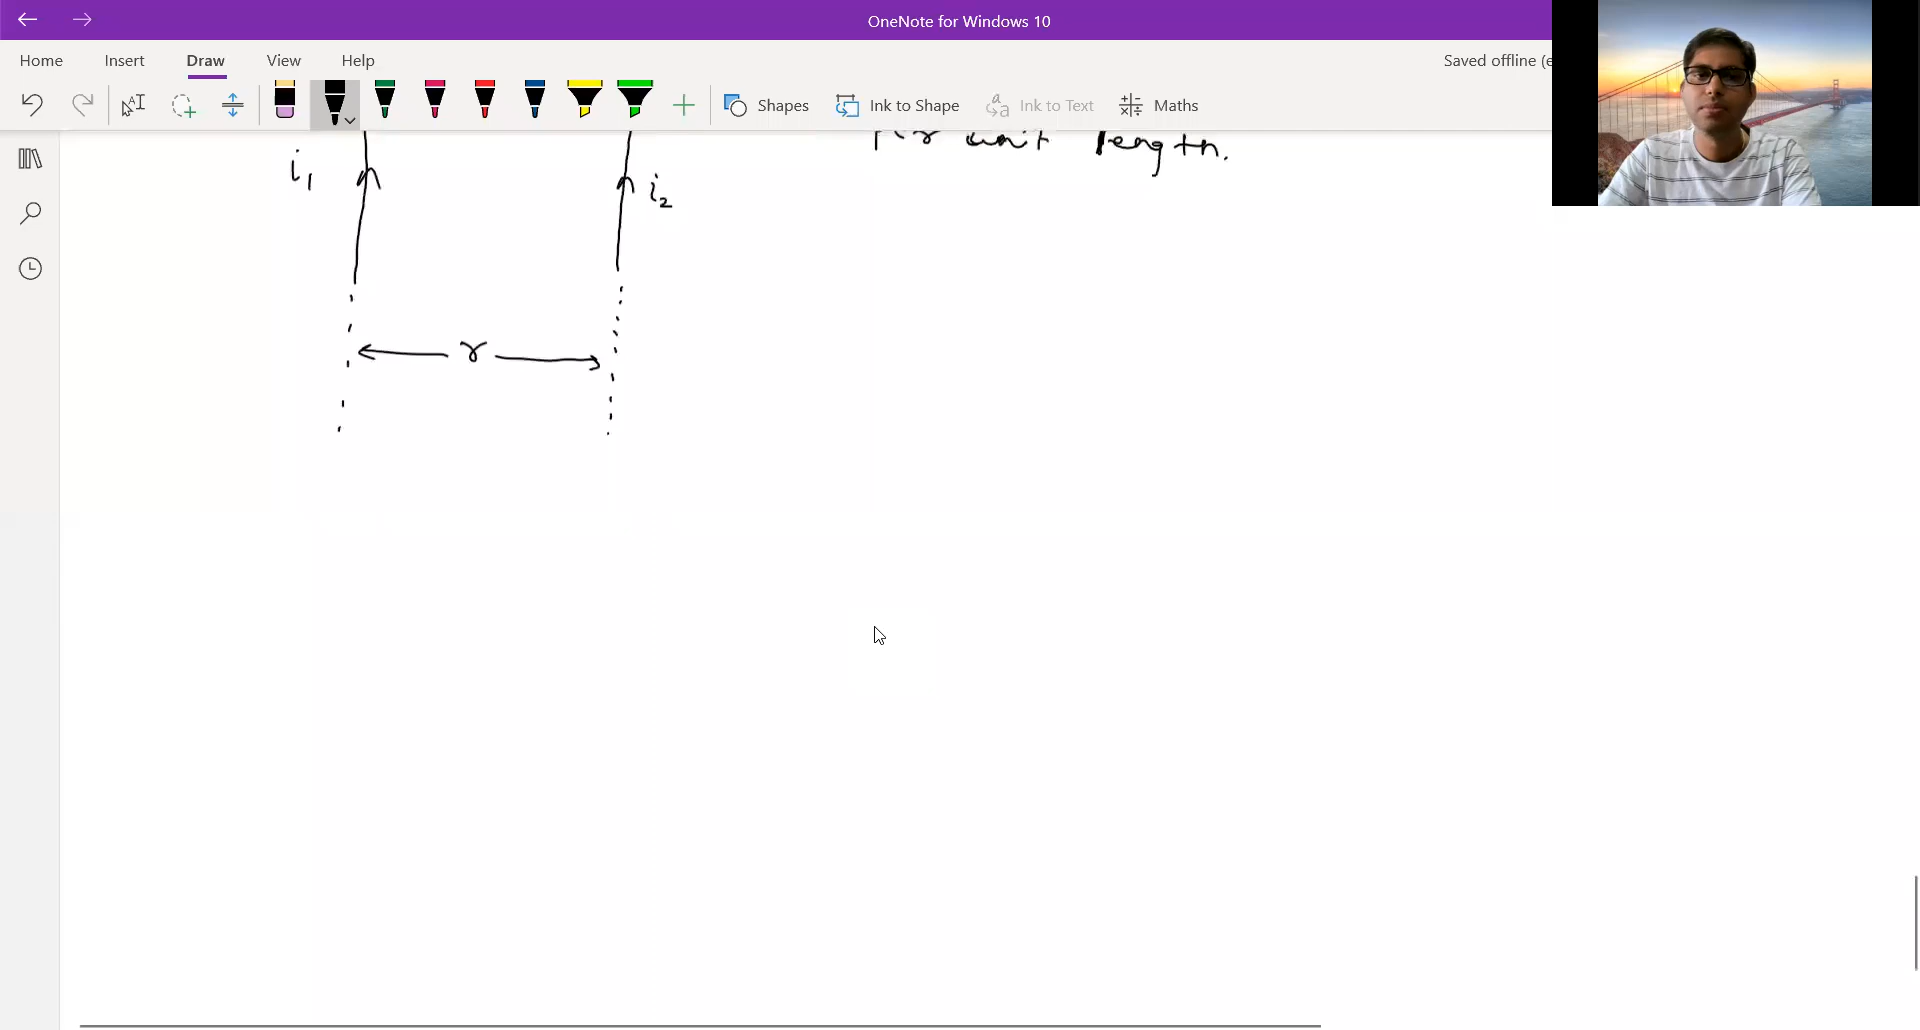 OneNote for Windows 10
Home Insert Draw View Help
Saved offline (e
Shapes Ink to Shape Ink to Text Maths
unit length.
i₁
i₂
r